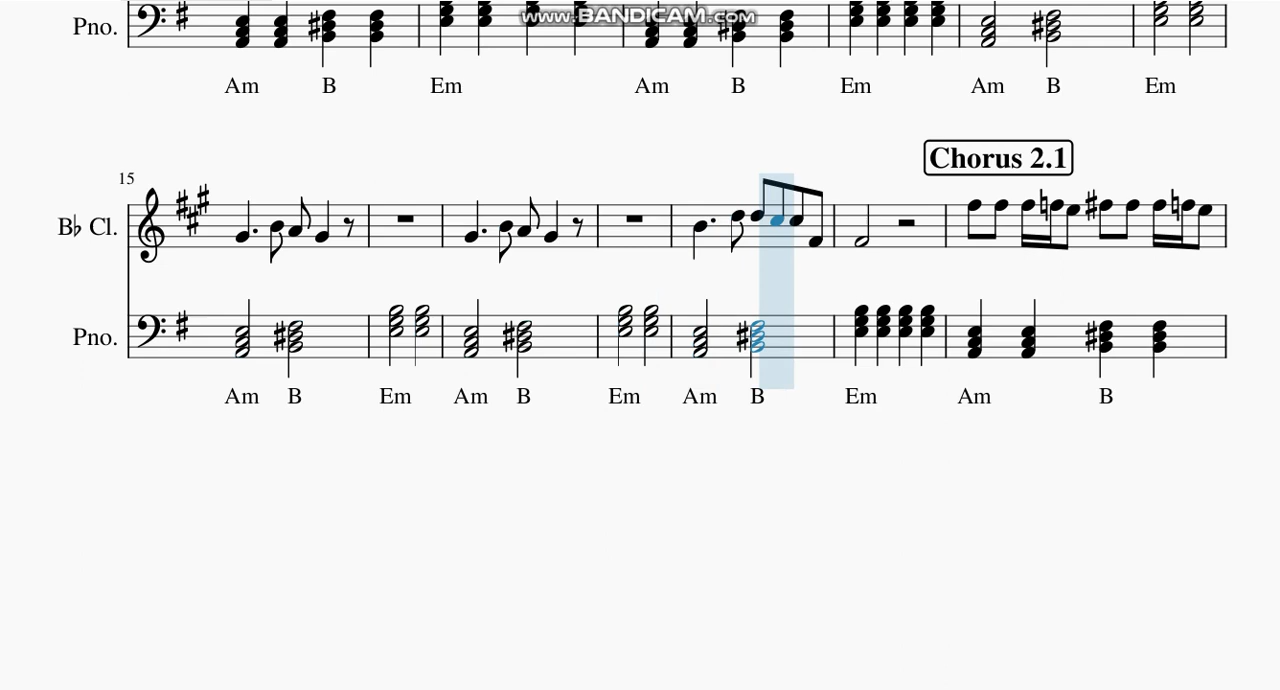 www.BANDICAM.com
Pno.
Am B Em Am B Em Am B Em
Chorus 2.1
15
B♭ Cl.
Pno.
Am B Em Am B Em Am B Em Am B